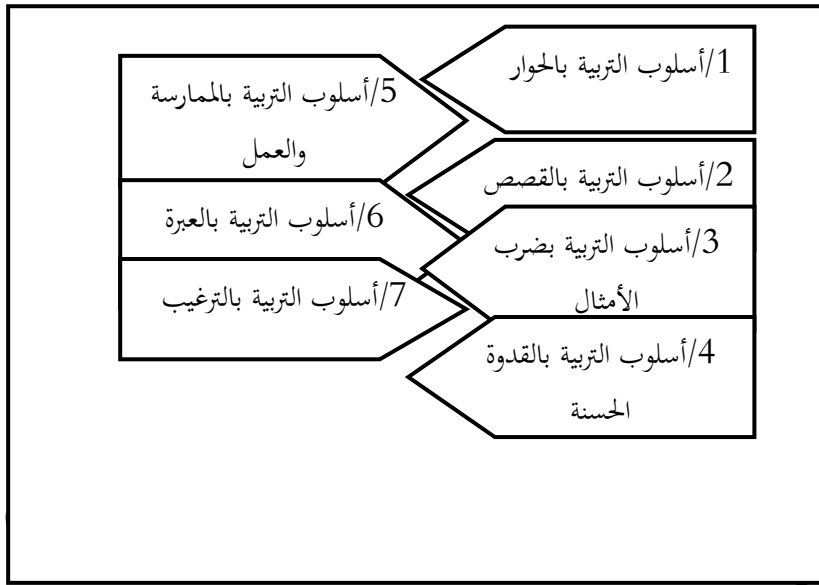 1/أسلوب التربية بالحوار
2/أسلوب التربية بالقصص
3/أسلوب التربية بضرب
الأمثال
4/أسلوب التربية بالقدوة
الحسنة
5/أسلوب التربية بالممارسة
والعمل
6/أسلوب التربية بالعبرة
7/أسلوب التربية بالترغيب